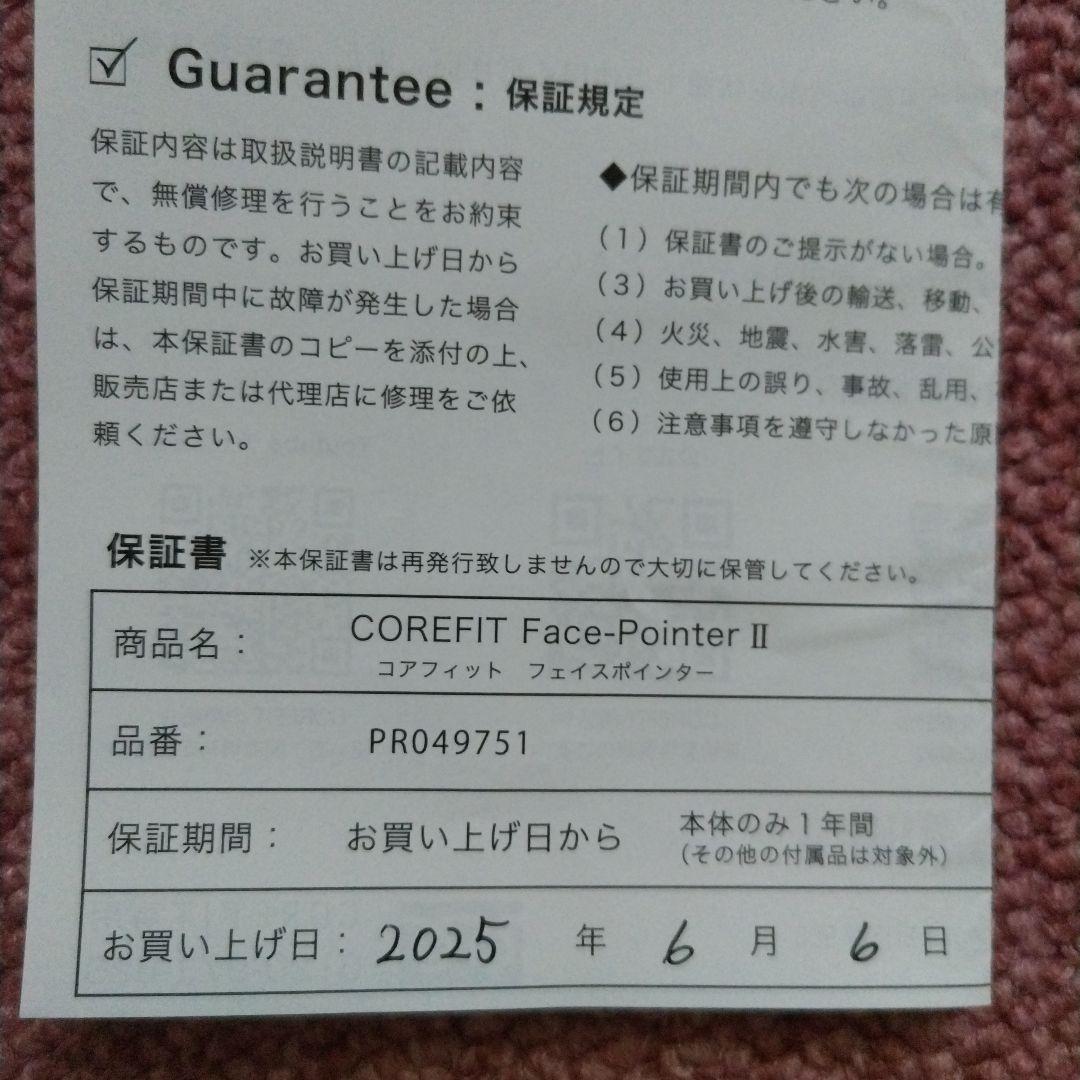 Guarantee：保証規定
保証内容は取扱説明書の記載内容
で、無償修理を行うことをお約束
するものです。お買い上げ日から
保証期間中に故障が発生した場合
は、本保証書のコピーを添付の上、
販売店または代理店に修理をご依
頼ください。
◆保証期間内でも次の場合は有
（1）保証書のご提示がない場合。
（3）お買い上げ後の輸送、移動、
（4）火災、地震、水害、落雷、公
（5）使用上の誤り、事故、乱用、
（6）注意事項を遵守しなかった原
保証書 ※本保証書は再発行致しませんので大切に保管してください。
商品名： COREFIT Face-Pointer Ⅱ
コアフィット フェイスポインター
品番： PR049751
保証期間： お買い上げ日から 本体のみ1年間
（その他の付属品は対象外）
お買い上げ日： 2025 年 6 月 6 日